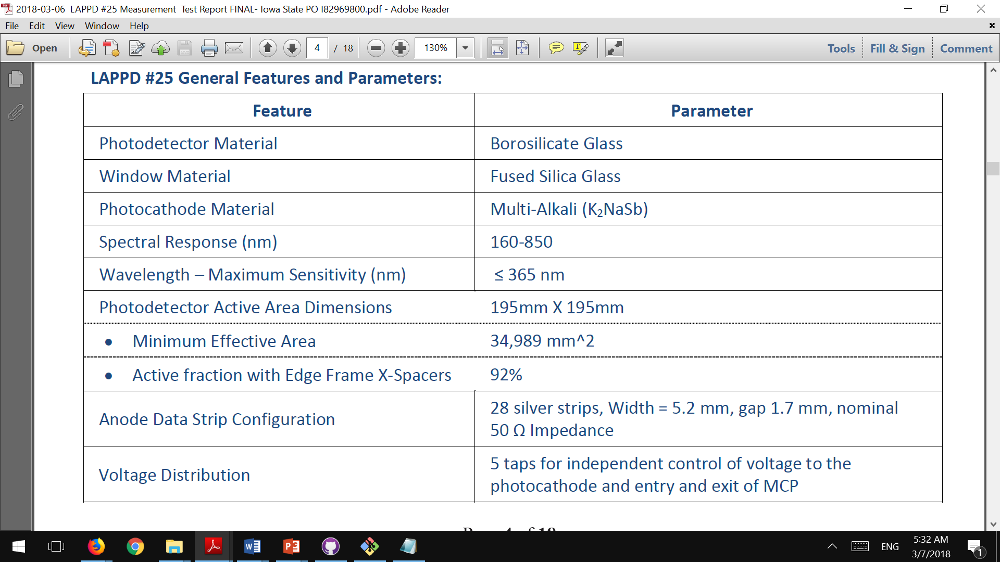 2018-03-06 LAPPD #25 Measurement Test Report FINAL- Iowa State PO I82969800.pdf - Adobe Reader
File Edit View Window Help
Open 4 / 18 130% Tools Fill & Sign Comment
LAPPD #25 General Features and Parameters:
Feature Parameter
Photodetector Material Borosilicate Glass
Window Material Fused Silica Glass
Photocathode Material Multi-Alkali (K₂NaSb)
Spectral Response (nm) 160-850
Wavelength – Maximum Sensitivity (nm) ≤ 365 nm
Photodetector Active Area Dimensions 195mm X 195mm
• Minimum Effective Area 34,989 mm^2
• Active fraction with Edge Frame X-Spacers 92%
Anode Data Strip Configuration 28 silver strips, Width = 5.2 mm, gap 1.7 mm, nominal
50 Ω Impedance
Voltage Distribution 5 taps for independent control of voltage to the
photocathode and entry and exit of MCP
ENG 5:32 AM
3/7/2018
1